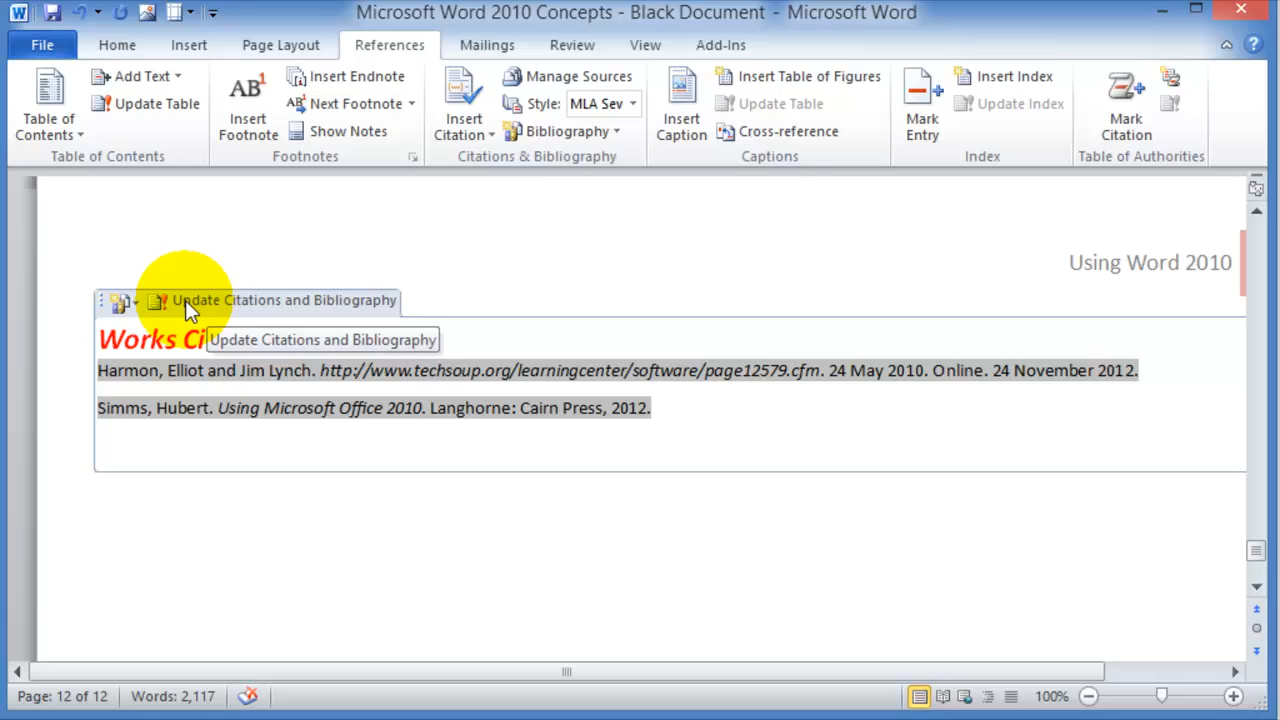 Microsoft Word 2010 Concepts - Black Document - Microsoft Word
File Home Insert Page Layout References Mailings Review View Add-Ins
Table of Contents
Add Text
Update Table
Table of Contents
AB1
Insert Footnote
Insert Endnote
AB1 Next Footnote
Show Notes
Footnotes
Insert Citation
Manage Sources
Style: MLA Sev
Bibliography
Citations & Bibliography
Insert Caption
Insert Table of Figures
Update Table
Cross-reference
Captions
Mark Entry
Insert Index
Update Index
Index
Mark Citation
Table of Authorities
Using Word 2010
Update Citations and Bibliography
Works Ci
Update Citations and Bibliography
Harmon, Elliot and Jim Lynch. http://www.techsoup.org/learningcenter/software/page12579.cfm. 24 May 2010. Online. 24 November 2012.
Simms, Hubert. Using Microsoft Office 2010. Langhorne: Cairn Press, 2012.
Page: 12 of 12 Words: 2,117 100%